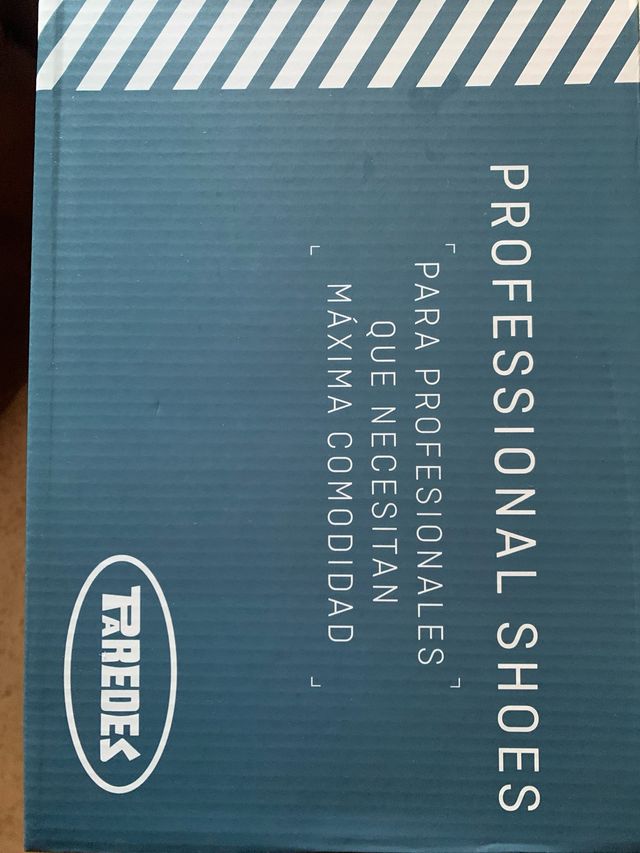 PROFESSIONAL SHOES
PARA PROFESIONALES
QUE NECESITAN
MÁXIMA COMODIDAD
PAREDES